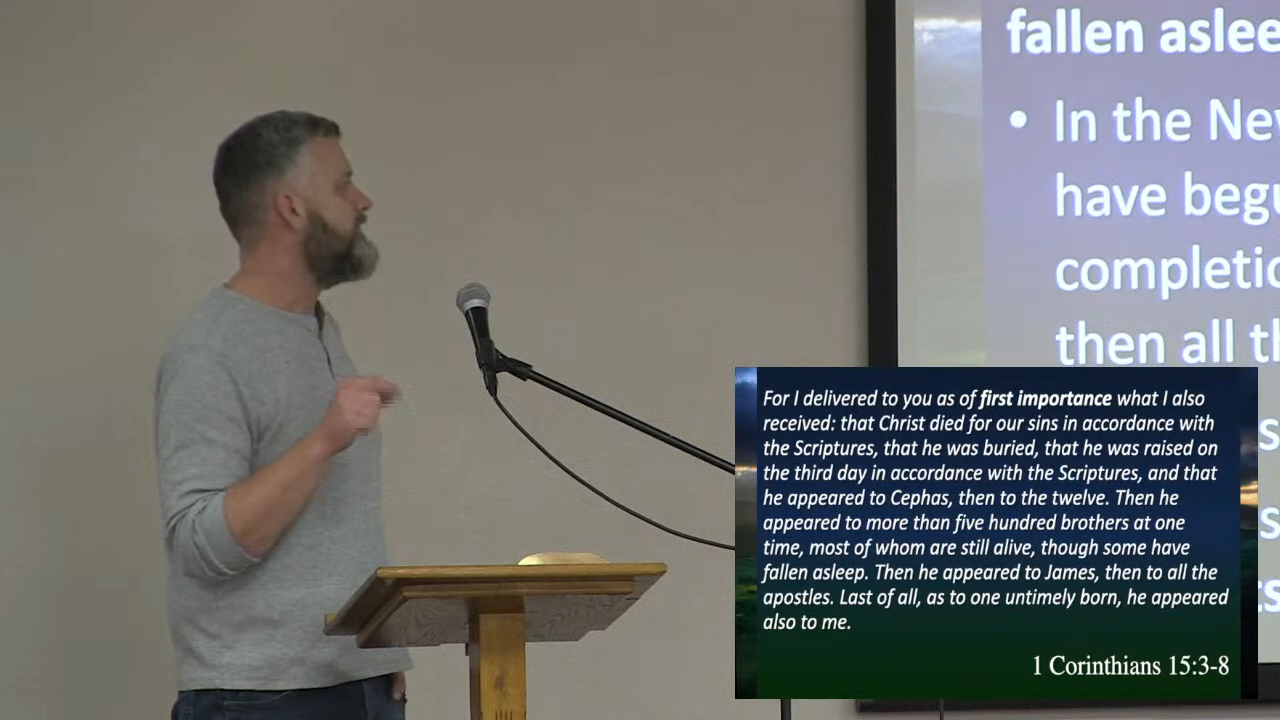 fallen aslee
• In the Ne
have beg
completi
then all t
For I delivered to you as of first importance what I also
received: that Christ died for our sins in accordance with
the Scriptures, that he was buried, that he was raised on
the third day in accordance with the Scriptures, and that
he appeared to Cephas, then to the twelve. Then he
appeared to more than five hundred brothers at one
time, most of whom are still alive, though some have
fallen asleep. Then he appeared to James, then to all the
apostles. Last of all, as to one untimely born, he appeared
also to me.
1 Corinthians 15:3-8